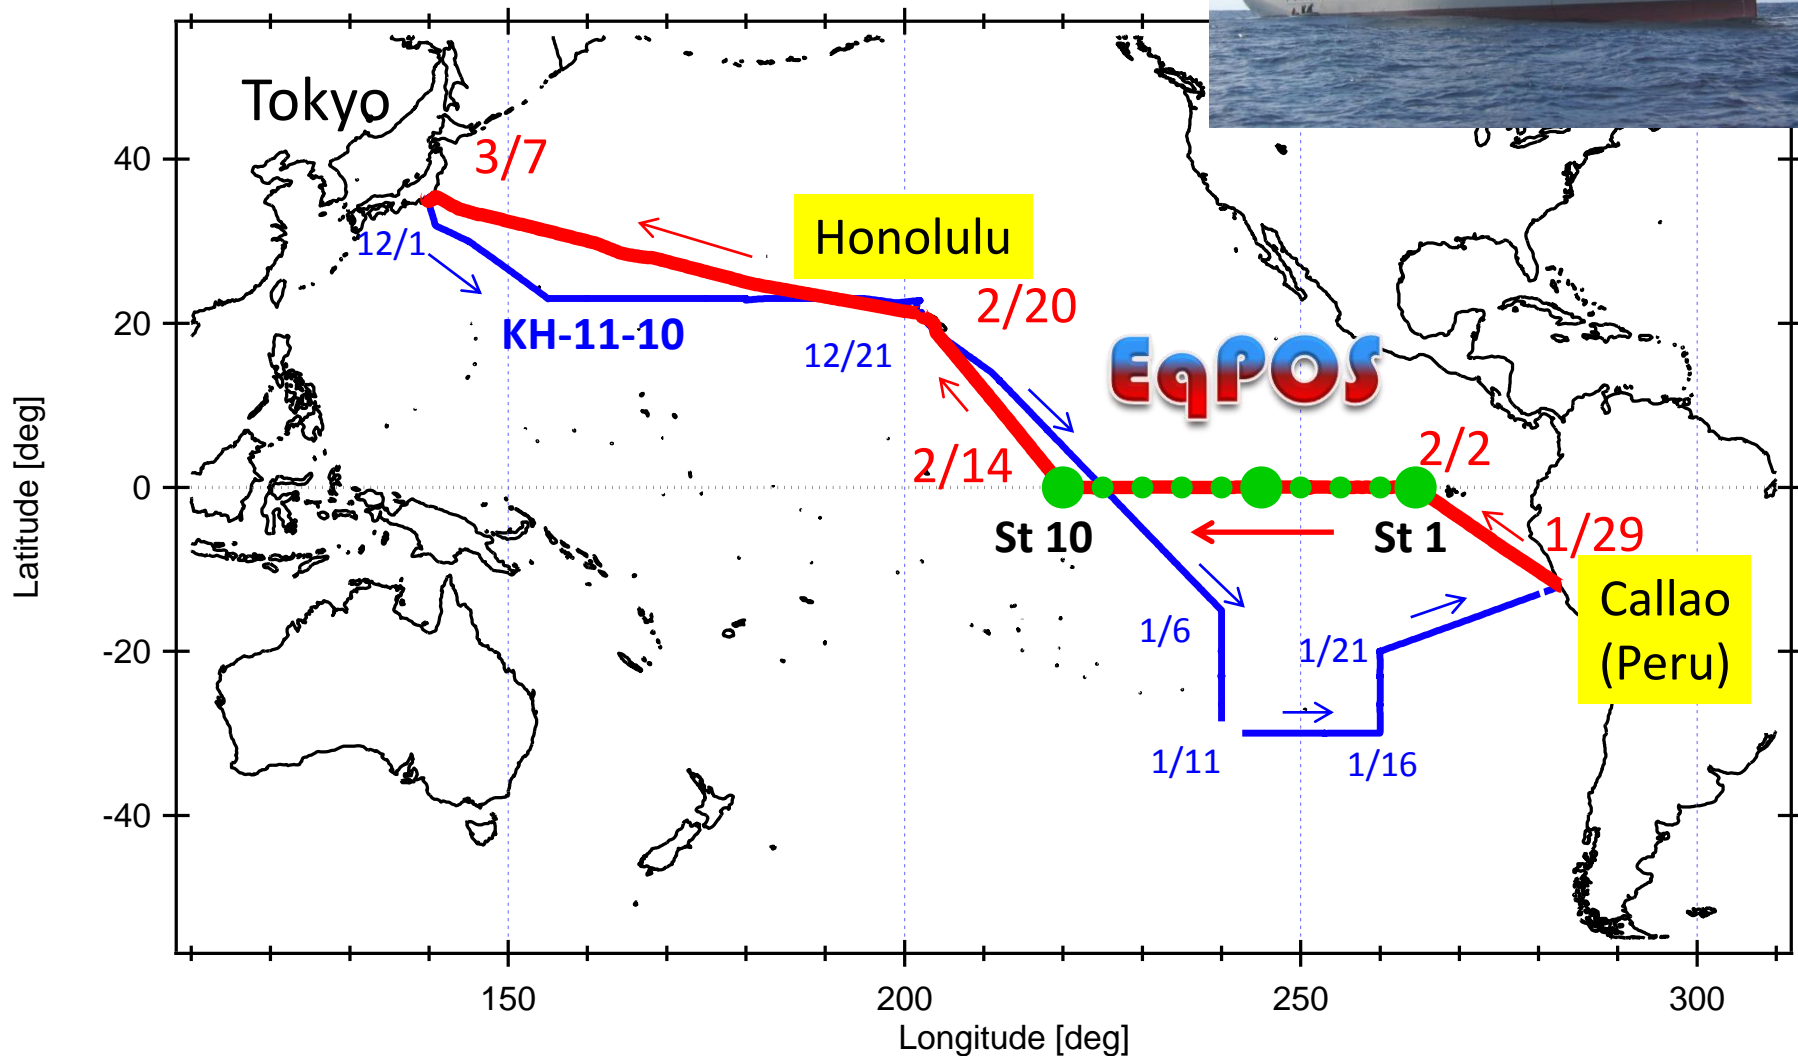 Tokyo
3/7
40
12/1
Honolulu
2/20
20
KH-11-10
12/21
EqPOS
2/14
2/2
0
St 10
St 1
1/29
Callao
(Peru)
1/6
1/21
-20
1/11
1/16
-40
Latitude [deg]
150
200
250
300
Longitude [deg]